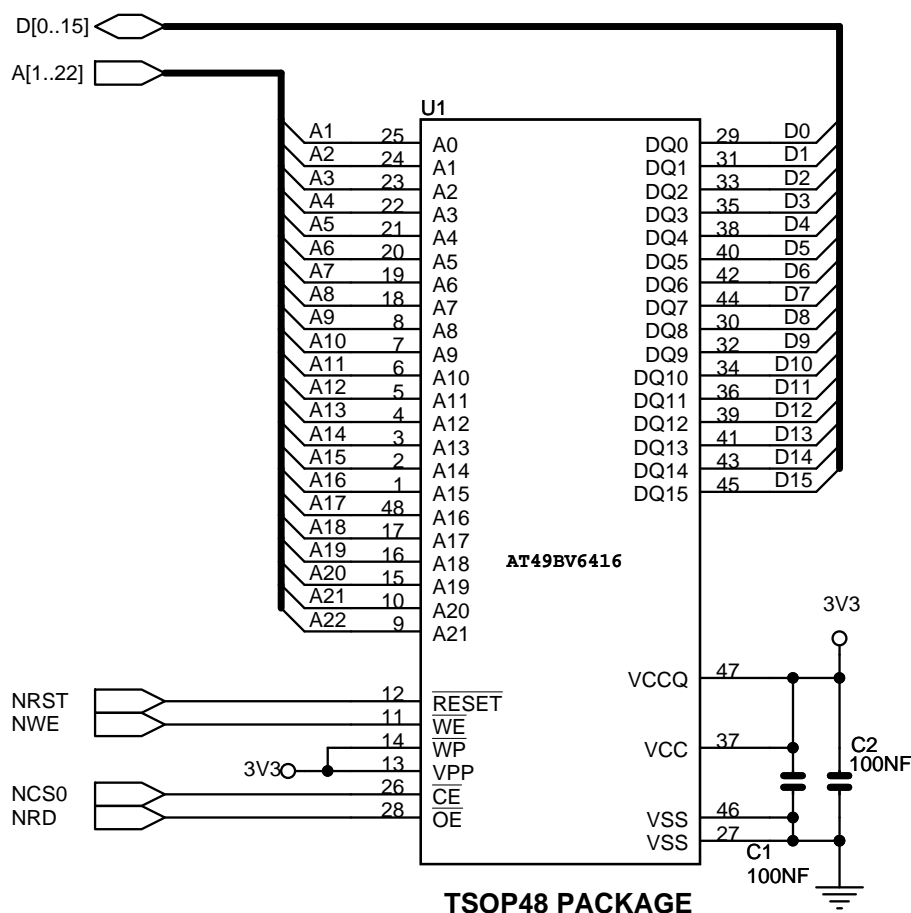 D[0..15]
A[1..22]
U1
A1 25 A0 DQ0 29 D0
A2 24 A1 DQ1 31 D1
A3 23 A2 DQ2 33 D2
A4 22 A3 DQ3 35 D3
A5 21 A4 DQ4 38 D4
A6 20 A5 DQ5 40 D5
A7 19 A6 DQ6 42 D6
A8 18 A7 DQ7 44 D7
A9 8 A8 DQ8 30 D8
A10 7 A9 DQ9 32 D9
A11 6 A10 DQ10 34 D10
A12 5 A11 DQ11 36 D11
A13 4 A12 DQ12 39 D12
A14 3 A13 DQ13 41 D13
A15 2 A14 DQ14 43 D14
A16 1 A15 DQ15 45 D15
A17 48 A16
A18 17 A17
A19 16 A18 AT49BV6416
A20 15 A19
A21 10 A20
A22 9 A21
3V3
VCCQ 47
NRST 12 RESET
NWE 11 WE
14 WP VCC 37
3V3 13 VPP
C2
100NF
NCS0 26 CE
NRD 28 OE VSS 46
VSS 27
C1
100NF
TSOP48 PACKAGE